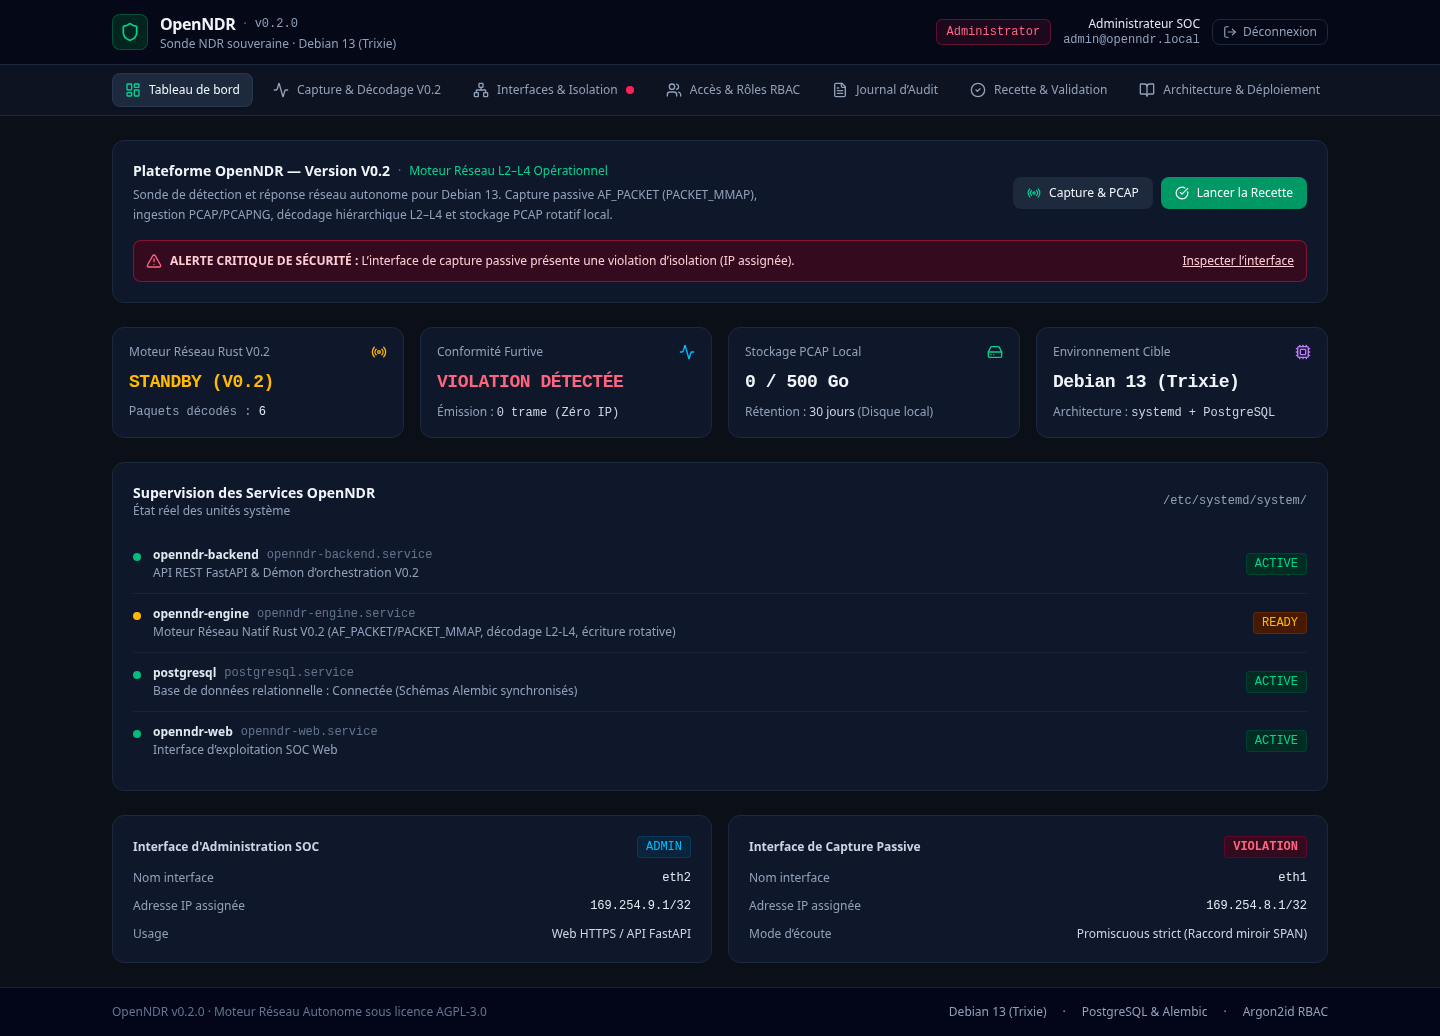 OpenNDR · v0.2.0
Sonde NDR souveraine · Debian 13 (Trixie)
Administrator
Administrateur SOC
admin@openndr.local
Déconnexion
Tableau de bord
Capture & Décodage V0.2
Interfaces & Isolation
Accès & Rôles RBAC
Journal d’Audit
Recette & Validation
Architecture & Déploiement
Plateforme OpenNDR — Version V0.2 · Moteur Réseau L2–L4 Opérationnel
Sonde de détection et réponse réseau autonome pour Debian 13. Capture passive AF_PACKET (PACKET_MMAP),
ingestion PCAP/PCAPNG, décodage hiérarchique L2–L4 et stockage PCAP rotatif local.
Capture & PCAP
Lancer la Recette
ALERTE CRITIQUE DE SÉCURITÉ : L’interface de capture passive présente une violation d’isolation (IP assignée).
Inspecter l’interface
Moteur Réseau Rust V0.2
STANDBY (V0.2)
Paquets décodés : 6
Conformité Furtive
VIOLATION DÉTECTÉE
Émission : 0 trame (Zéro IP)
Stockage PCAP Local
0 / 500 Go
Rétention : 30 jours (Disque local)
Environnement Cible
Debian 13 (Trixie)
Architecture : systemd + PostgreSQL
Supervision des Services OpenNDR
État réel des unités système
/etc/systemd/system/
openndr-backend openndr-backend.service
API REST FastAPI & Démon d’orchestration V0.2
ACTIVE
openndr-engine openndr-engine.service
Moteur Réseau Natif Rust V0.2 (AF_PACKET/PACKET_MMAP, décodage L2-L4, écriture rotative)
READY
postgresql postgresql.service
Base de données relationnelle : Connectée (Schémas Alembic synchronisés)
ACTIVE
openndr-web openndr-web.service
Interface d’exploitation SOC Web
ACTIVE
Interface d'Administration SOC
ADMIN
Nom interface eth2
Adresse IP assignée 169.254.9.1/32
Usage Web HTTPS / API FastAPI
Interface de Capture Passive
VIOLATION
Nom interface eth1
Adresse IP assignée 169.254.8.1/32
Mode d’écoute Promiscuous strict (Raccord miroir SPAN)
OpenNDR v0.2.0 · Moteur Réseau Autonome sous licence AGPL-3.0
Debian 13 (Trixie) · PostgreSQL & Alembic · Argon2id RBAC